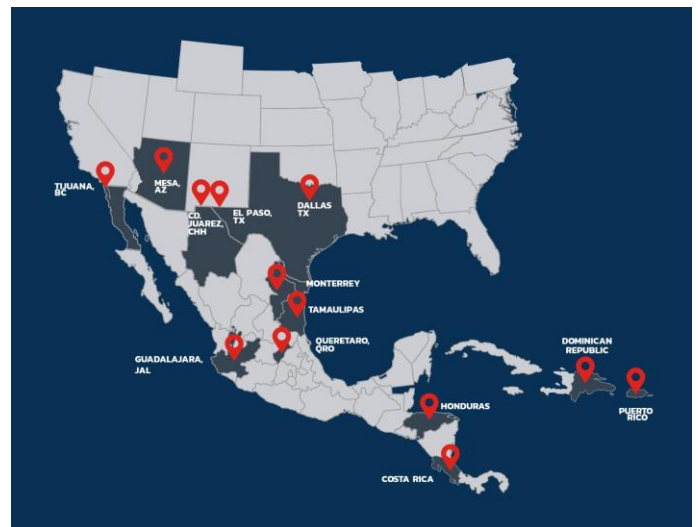 TIJUANA,
BC
MESA,
AZ
CD.
JUAREZ,
CHH
EL PASO,
TX
DALLAS
TX
MONTERREY
TAMAULIPAS
QUERETARO,
QRO
GUADALAJARA,
JAL
DOMINICAN
REPUBLIC
PUERTO
RICO
HONDURAS
COSTA RICA